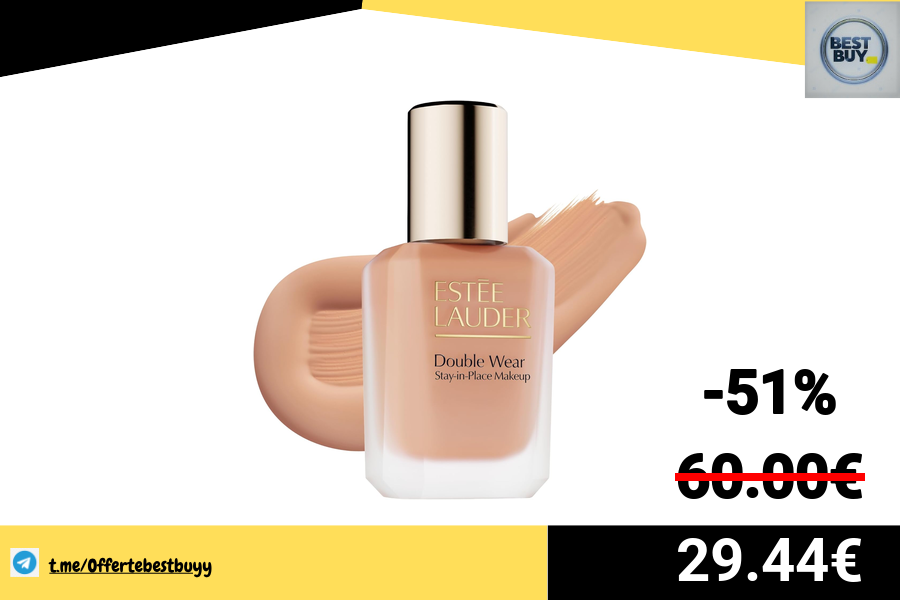 BEST
BUY
ESTĒE
LAUDER
Double Wear
Stay-in-Place Makeup
-51%
60.00€
29.44€
t.me/Offertebestbuyy